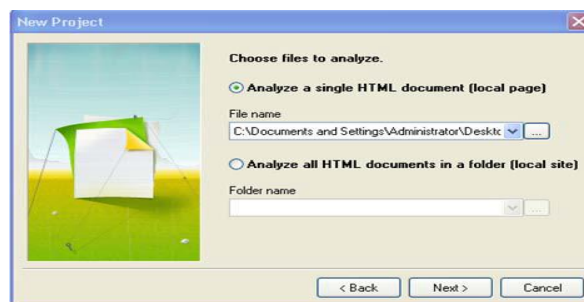 New Project
Choose files to analyze.
Analyze a single HTML document (local page)
File name
C:\Documents and Settings\Administrator\Deskto
...
Analyze all HTML documents in a folder (local site)
Folder name
...
< Back
Next >
Cancel